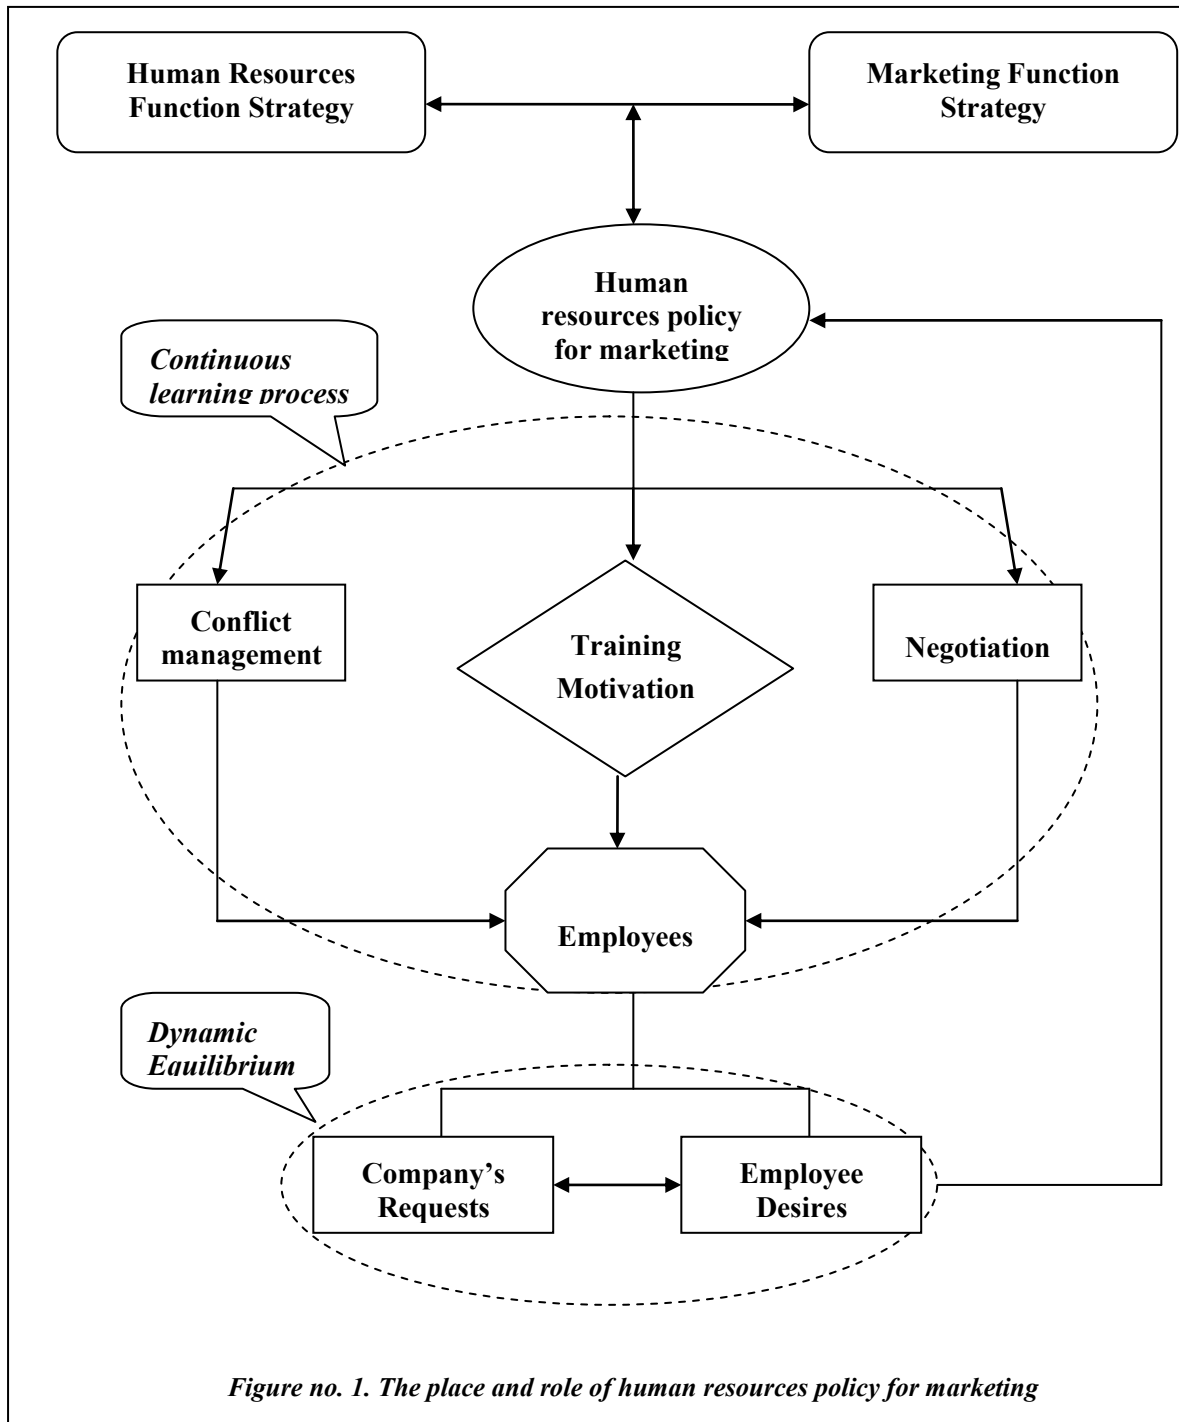 Human Resources
Function Strategy
Marketing Function
Strategy
Human
resources policy
for marketing
Continuous
learning process
Conflict
management
Training
Motivation
Negotiation
Employees
Dynamic
Equilibrium
Company’s
Requests
Employee
Desires
Figure no. 1. The place and role of human resources policy for marketing